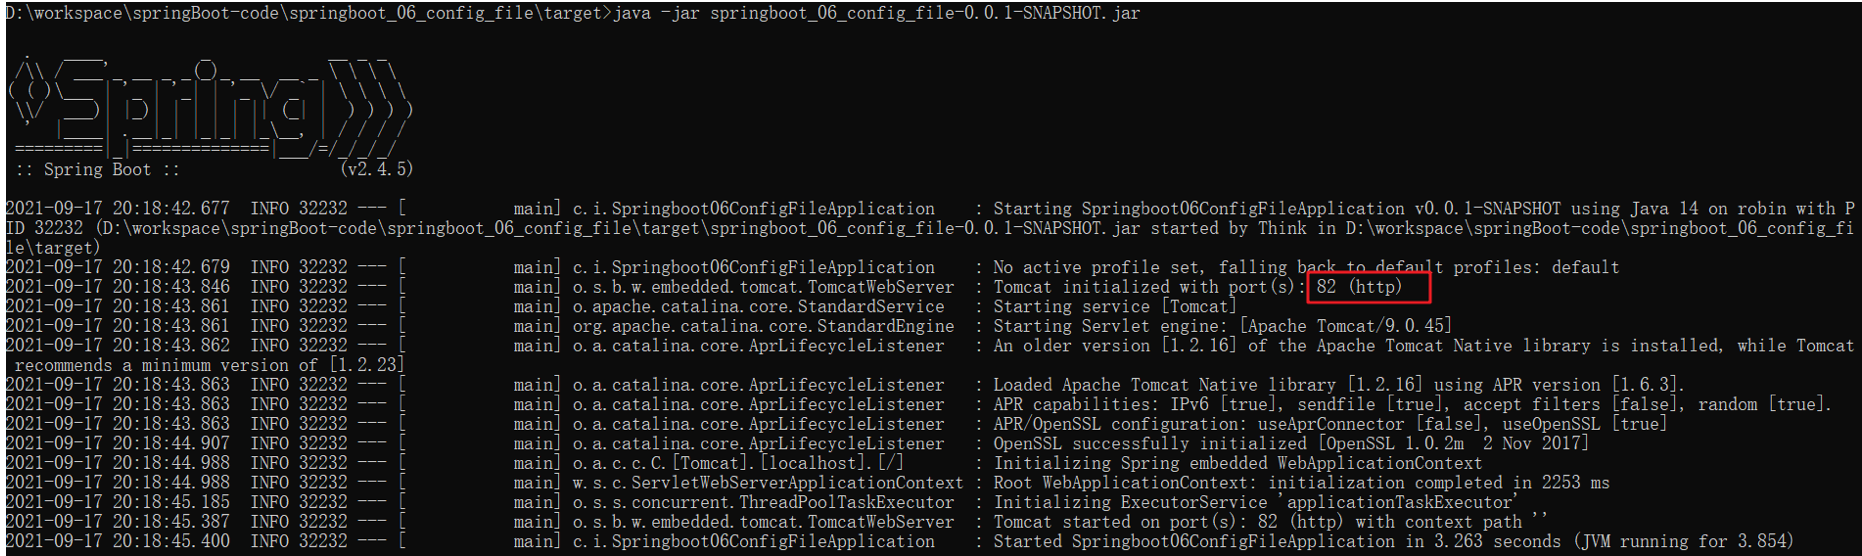 D:\workspace\springBoot-code\springboot_06_config_file\target>java -jar springboot_06_config_file-0.0.1-SNAPSHOT.jar
:: Spring Boot ::                (v2.4.5)
2021-09-17 20:18:42.677  INFO 32232 --- [           main] c.i.Springboot06ConfigFileApplication    : Starting Springboot06ConfigFileApplication v0.0.1-SNAPSHOT using Java 14 on robin with P
ID 32232 (D:\workspace\springBoot-code\springboot_06_config_file\target\springboot_06_config_file-0.0.1-SNAPSHOT.jar started by Think in D:\workspace\springBoot-code\springboot_06_config_fi
le\target)
2021-09-17 20:18:42.679  INFO 32232 --- [           main] c.i.Springboot06ConfigFileApplication    : No active profile set, falling back to default profiles: default
2021-09-17 20:18:43.846  INFO 32232 --- [           main] o.s.b.w.embedded.tomcat.TomcatWebServer  : Tomcat initialized with port(s): 82 (http)
2021-09-17 20:18:43.861  INFO 32232 --- [           main] o.apache.catalina.core.StandardService   : Starting service [Tomcat]
2021-09-17 20:18:43.861  INFO 32232 --- [           main] org.apache.catalina.core.StandardEngine  : Starting Servlet engine: [Apache Tomcat/9.0.45]
2021-09-17 20:18:43.862  INFO 32232 --- [           main] o.a.catalina.core.AprLifecycleListener   : An older version [1.2.16] of the Apache Tomcat Native library is installed, while Tomcat
recommends a minimum version of [1.2.23]
2021-09-17 20:18:43.863  INFO 32232 --- [           main] o.a.catalina.core.AprLifecycleListener   : Loaded Apache Tomcat Native library [1.2.16] using APR version [1.6.3].
2021-09-17 20:18:43.863  INFO 32232 --- [           main] o.a.catalina.core.AprLifecycleListener   : APR capabilities: IPv6 [true], sendfile [true], accept filters [false], random [true].
2021-09-17 20:18:43.863  INFO 32232 --- [           main] o.a.catalina.core.AprLifecycleListener   : APR/OpenSSL configuration: useAprConnector [false], useOpenSSL [true]
2021-09-17 20:18:44.907  INFO 32232 --- [           main] o.a.catalina.core.AprLifecycleListener   : OpenSSL successfully initialized [OpenSSL 1.0.2m  2 Nov 2017]
2021-09-17 20:18:44.988  INFO 32232 --- [           main] o.a.c.c.C.[Tomcat].[localhost].[/]       : Initializing Spring embedded WebApplicationContext
2021-09-17 20:18:44.988  INFO 32232 --- [           main] w.s.c.ServletWebServerApplicationContext : Root WebApplicationContext: initialization completed in 2253 ms
2021-09-17 20:18:45.185  INFO 32232 --- [           main] o.s.s.concurrent.ThreadPoolTaskExecutor  : Initializing ExecutorService 'applicationTaskExecutor'
2021-09-17 20:18:45.387  INFO 32232 --- [           main] o.s.b.w.embedded.tomcat.TomcatWebServer  : Tomcat started on port(s): 82 (http) with context path ''
2021-09-17 20:18:45.400  INFO 32232 --- [           main] c.i.Springboot06ConfigFileApplication    : Started Springboot06ConfigFileApplication in 3.263 seconds (JVM running for 3.854)